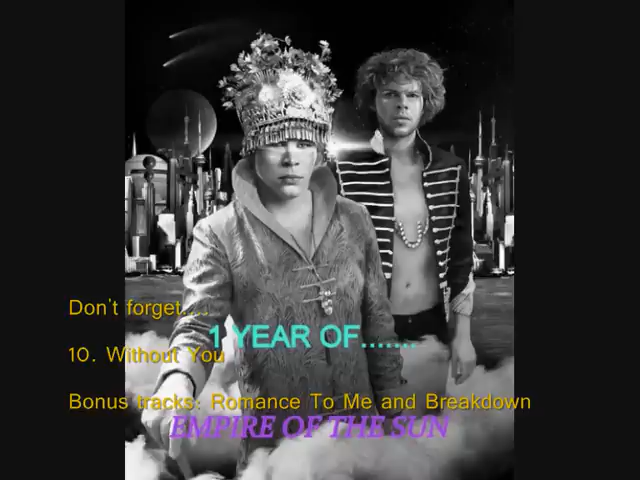 Don't forget.....
1 YEAR OF.......
10. Without You
Bonus tracks: Romance To Me and Breakdown
EMPIRE OF THE SUN